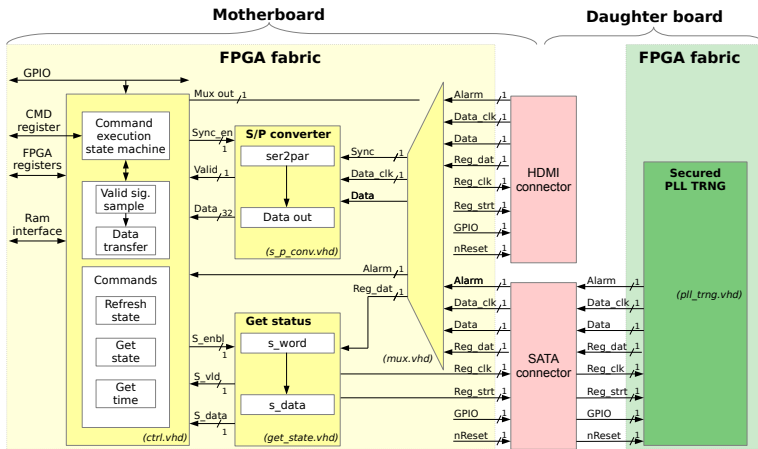 Motherboard
Daughter board
FPGA fabric
FPGA fabric
GPIO
CMD
register
FPGA
registers
Ram
interface
Command
execution
state machine
Valid sig.
sample
Data
transfer
Commands
Refresh
state
Get
state
Get
time
(ctrl.vhd)
Mux out
1
Sync_en
1
Valid
1
Data
32
S/P converter
ser2par
Data out
(s_p_conv.vhd)
Sync
1
Data_clk
1
Data
Alarm
1
Reg_dat
1
S_enbl
1
S_vld
1
S_data
1
Get status
s_word
s_data
(get_state.vhd)
(mux.vhd)
Alarm
1
Data_clk
1
Data
1
Reg_dat
1
Reg_clk
1
Reg_strt
1
GPIO
1
nReset
1
HDMI
connector
Alarm
1
Data_clk
1
Data
1
Reg_dat
1
Reg_clk
1
Reg_strt
1
GPIO
1
nReset
1
SATA
connector
Alarm
1
Data_clk
1
Data
1
Reg_dat
1
Reg_clk
1
Reg_strt
1
GPIO
1
nReset
1
Secured
PLL TRNG
(pll_trng.vhd)